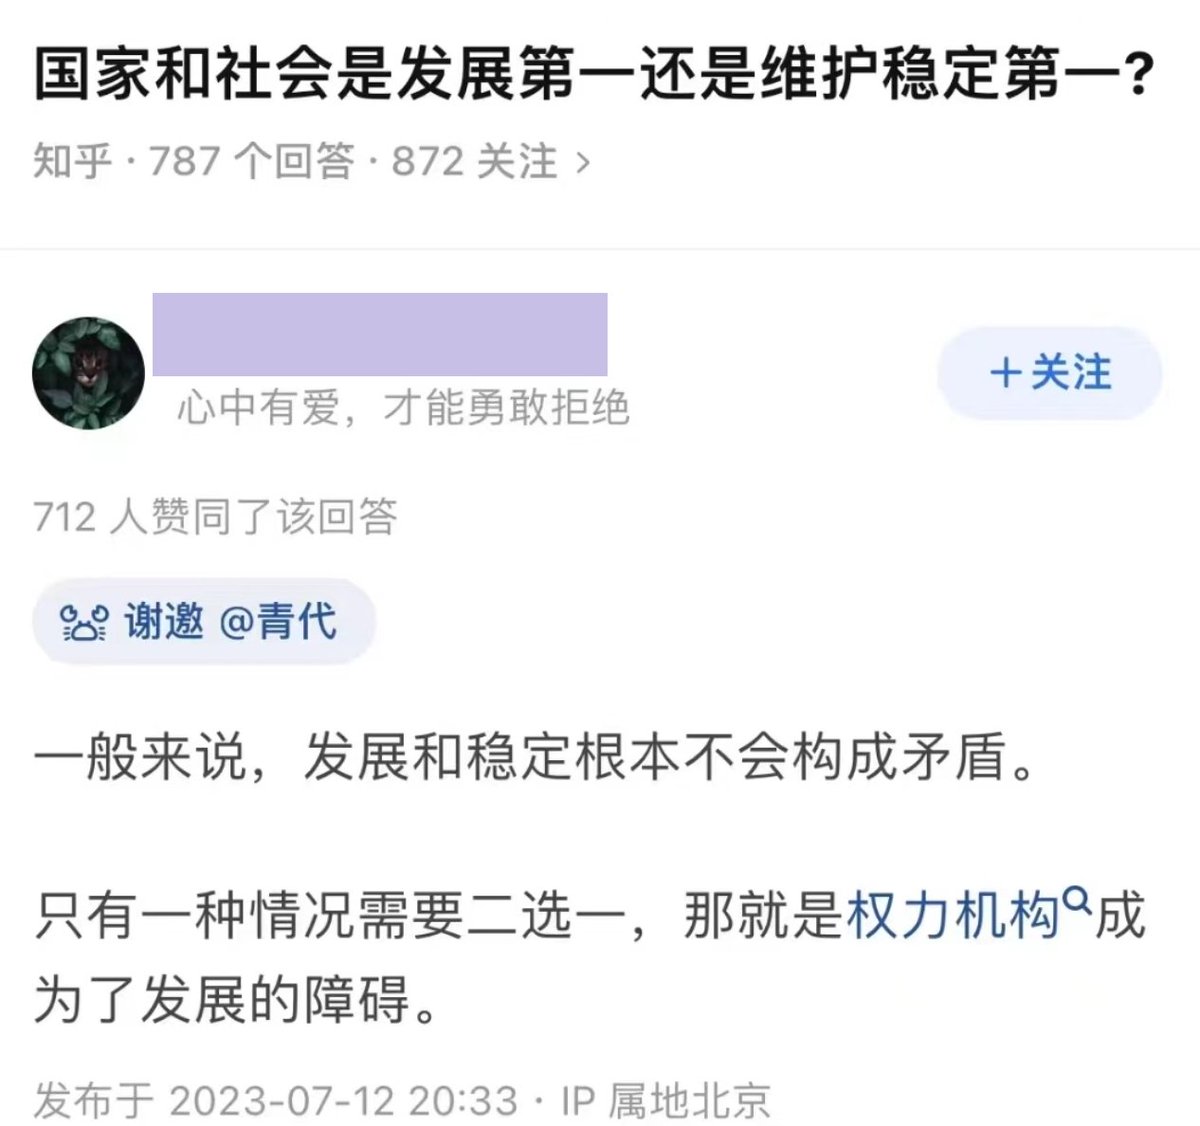 国家和社会是发展第一还是维护稳定第一?
知乎 · 787 个回答 · 872 关注 >
心中有爱，才能勇敢拒绝
+关注
712 人赞同了该回答
谢邀 @青代
一般来说，发展和稳定根本不会构成矛盾。
只有一种情况需要二选一，那就是权力机构成
为了发展的障碍。
发布于 2023-07-12 20:33 · IP 属地北京